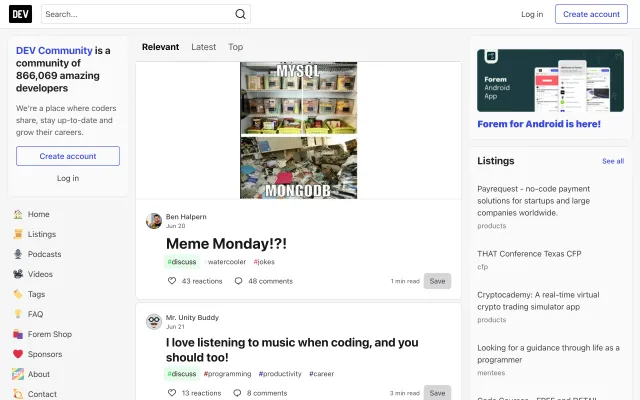 DEV
Search...
Log in
Create account
DEV Community is a
community of
866,069 amazing
developers
We're a place where coders
share, stay up-to-date and
grow their careers.
Create account
Log in
Home
Listings
Podcasts
Videos
Tags
FAQ
Forem Shop
Sponsors
About
Contact
Relevant
Latest
Top
MYSQL
MONGODB
Ben Halpern
Jun 20
Meme Monday!?!
#discuss #watercooler #jokes
43 reactions
48 comments
1 min read
Save
Mr. Unity Buddy
Jun 21
I love listening to music when coding, and you
should too!
#discuss #programming #productivity #career
13 reactions
8 comments
3 min read
Save
Forem
Android
App
Forem for Android is here!
Listings
See all
Payrequest - no-code payment
solutions for startups and large
companies worldwide.
products
THAT Conference Texas CFP
cfp
Cryptocademy: A real-time virtual
crypto trading simulator app
products
Looking for a guidance through life as a
programmer
mentees